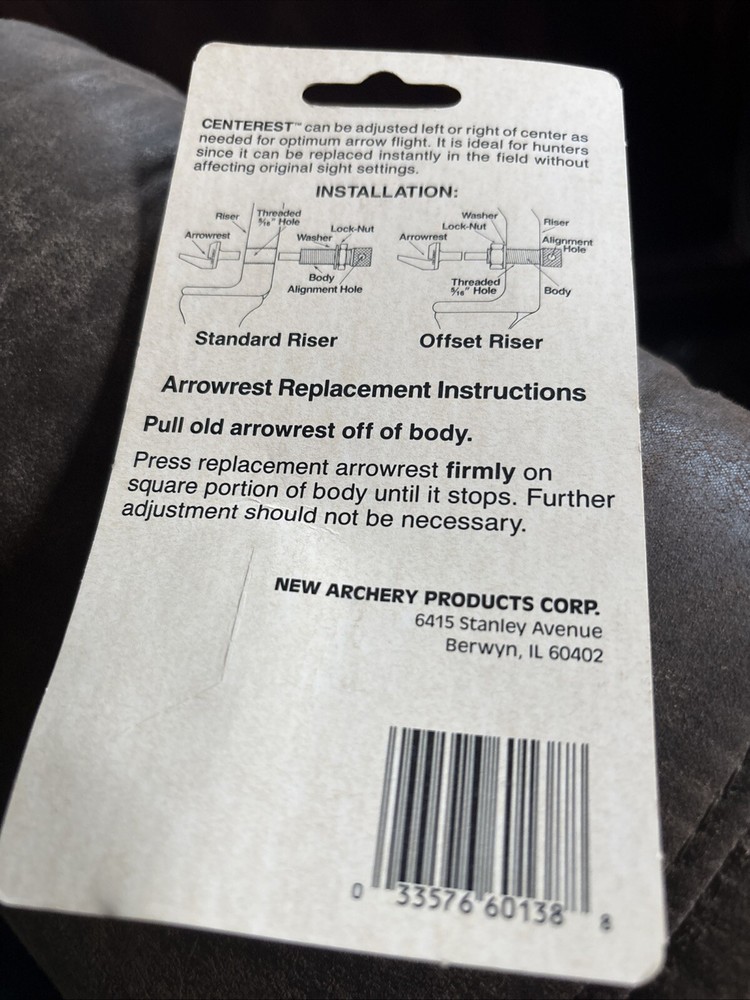 CENTEREST™ can be adjusted left or right of center as
needed for optimum arrow flight. It is ideal for hunters
since it can be replaced instantly in the field without
affecting original sight settings.
INSTALLATION:
Riser
Threaded
5/16" Hole
Arrowrest
Washer
Lock-Nut
Body
Alignment Hole
Standard Riser
Washer
Lock-Nut
Riser
Arrowrest
Alignment
Hole
Threaded
5/16" Hole
Body
Offset Riser
Arrowrest Replacement Instructions
Pull old arrowrest off of body.
Press replacement arrowrest firmly on
square portion of body until it stops. Further
adjustment should not be necessary.
NEW ARCHERY PRODUCTS CORP.
6415 Stanley Avenue
Berwyn, IL 60402
0 33576 60138 8